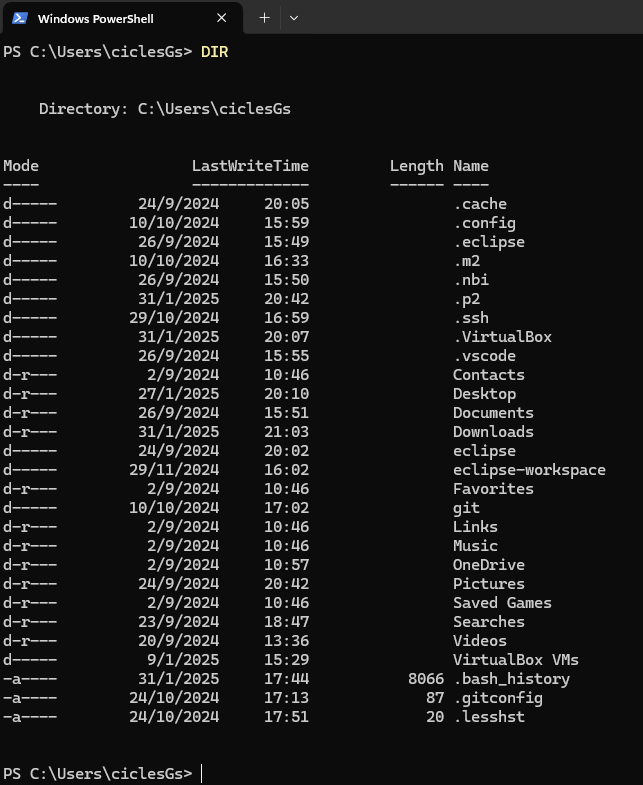 Windows PowerShell
PS C:\Users\ciclesGs> DIR
Directory: C:\Users\ciclesGs
Mode LastWriteTime Length Name
---- ------------- ------ ----
d----- 24/9/2024 20:05 .cache
d----- 10/10/2024 15:59 .config
d----- 26/9/2024 15:49 .eclipse
d----- 10/10/2024 16:33 .m2
d----- 26/9/2024 15:50 .nbi
d----- 31/1/2025 20:42 .p2
d----- 29/10/2024 16:59 .ssh
d----- 31/1/2025 20:07 .VirtualBox
d----- 26/9/2024 15:55 .vscode
d-r--- 2/9/2024 10:46 Contacts
d-r--- 27/1/2025 20:10 Desktop
d-r--- 26/9/2024 15:51 Documents
d-r--- 31/1/2025 21:03 Downloads
d----- 24/9/2024 20:02 eclipse
d----- 29/11/2024 16:02 eclipse-workspace
d-r--- 2/9/2024 10:46 Favorites
d----- 10/10/2024 17:02 git
d-r--- 2/9/2024 10:46 Links
d-r--- 2/9/2024 10:46 Music
d-r--- 2/9/2024 10:57 OneDrive
d-r--- 24/9/2024 20:42 Pictures
d-r--- 2/9/2024 10:46 Saved Games
d-r--- 23/9/2024 18:47 Searches
d-r--- 20/9/2024 13:36 Videos
d----- 9/1/2025 15:29 VirtualBox VMs
-a---- 31/1/2025 17:44 8066 .bash_history
-a---- 24/10/2024 17:13 87 .gitconfig
-a---- 24/10/2024 17:51 20 .lesshst
PS C:\Users\ciclesGs>